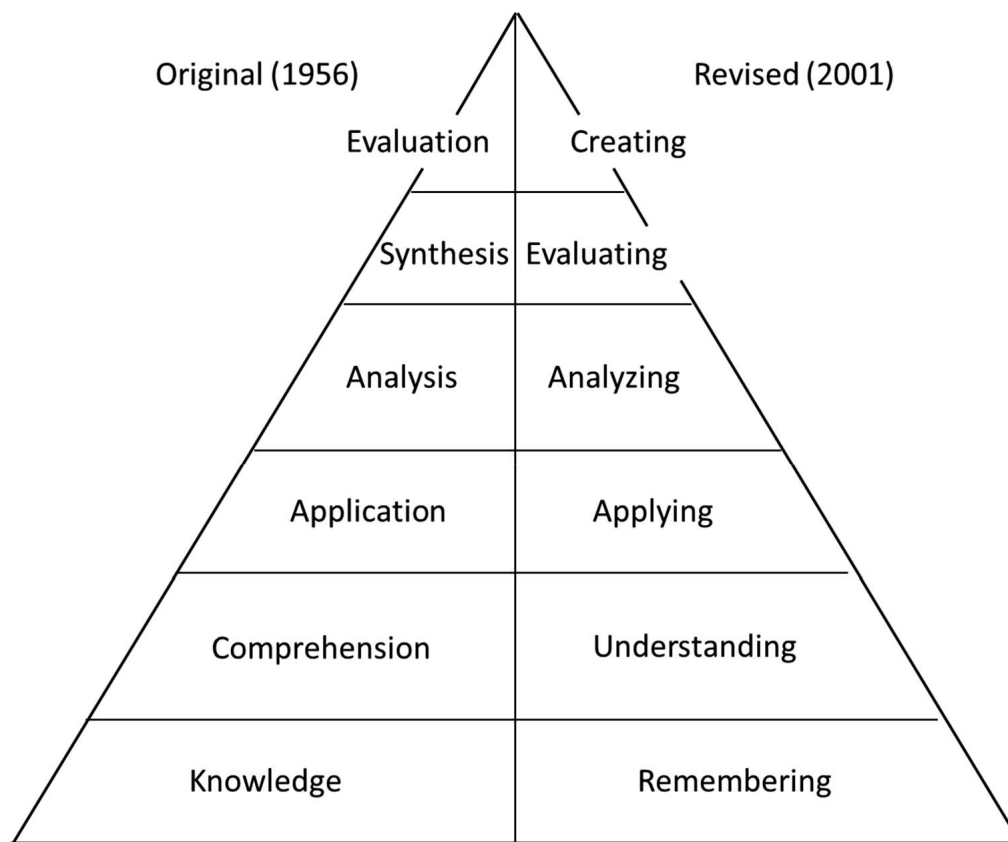 Original (1956)
Revised (2001)
Evaluation
Creating
Synthesis
Evaluating
Analysis
Analyzing
Application
Applying
Comprehension
Understanding
Knowledge
Remembering